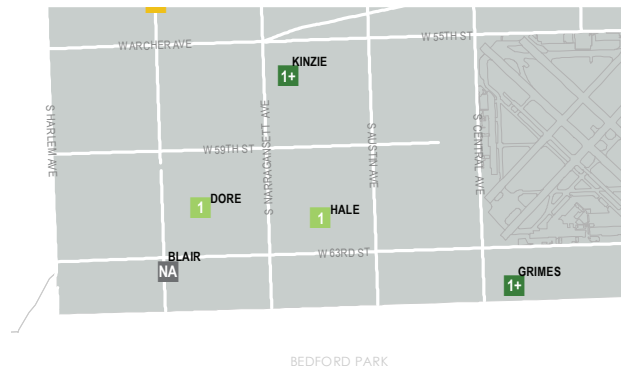 W ARCHER AVE
W 55TH ST
KINZIE
1+
S HARLEM AVE
S NARRAGANSETT AVE
S AUSTIN AVE
S CENTRAL AVE
W 59TH ST
DORE
1
HALE
1
BLAIR
NA
W 63RD ST
GRIMES
1+
BEDFORD PARK